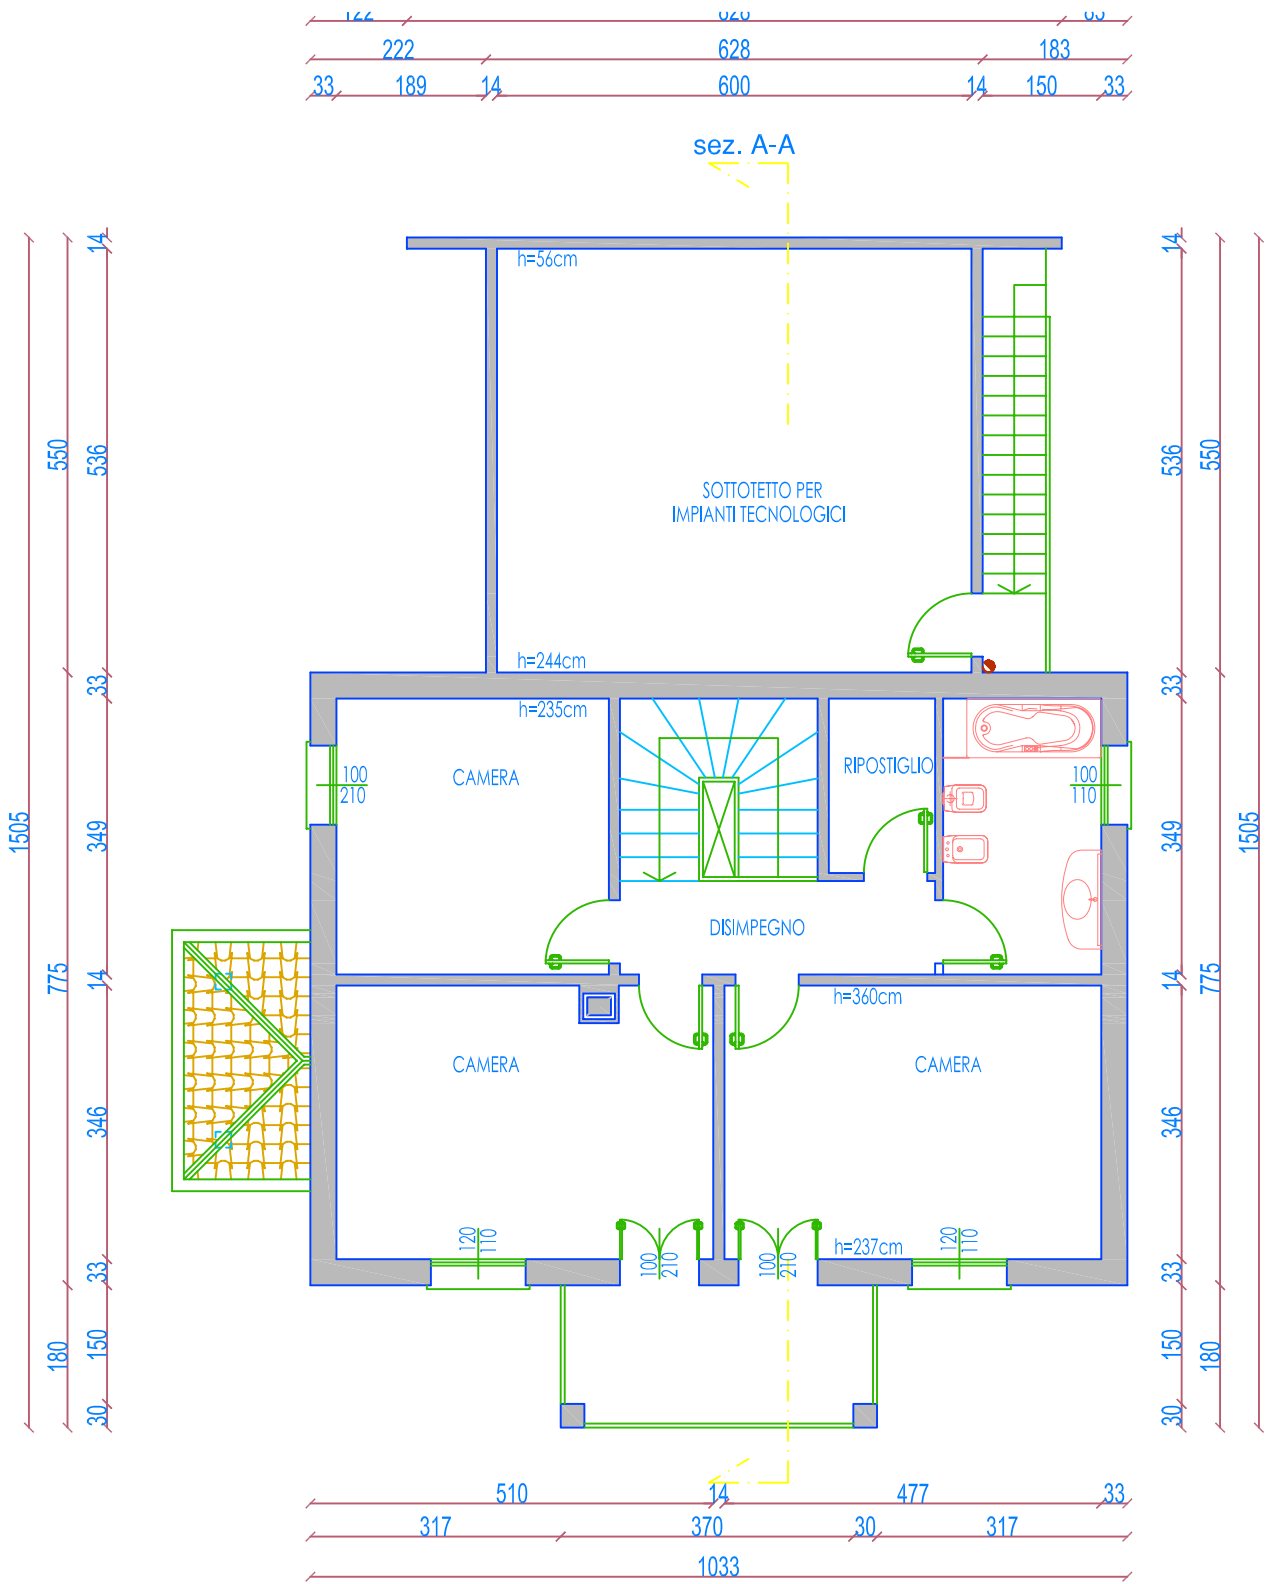 122 828 83
222 628 183
33 189 14 600 14 150 33
sez. A-A
14 14
h=56cm
550 536 536 550
SOTTOTETTO PER
IMPIANTI TECNOLOGICI
h=244cm
33 33
h=235cm
CAMERA
RIPOSTIGLIO
100
210
100
110
1505 349 349 1505
DISIMPEGNO
775 14 14 775
h=360cm
CAMERA
CAMERA
346 346
120
110
100
210
100
210
h=237cm
120
110
33 33
180 150 150 180
30 30
510 14 477 33
317 370 30 317
1033